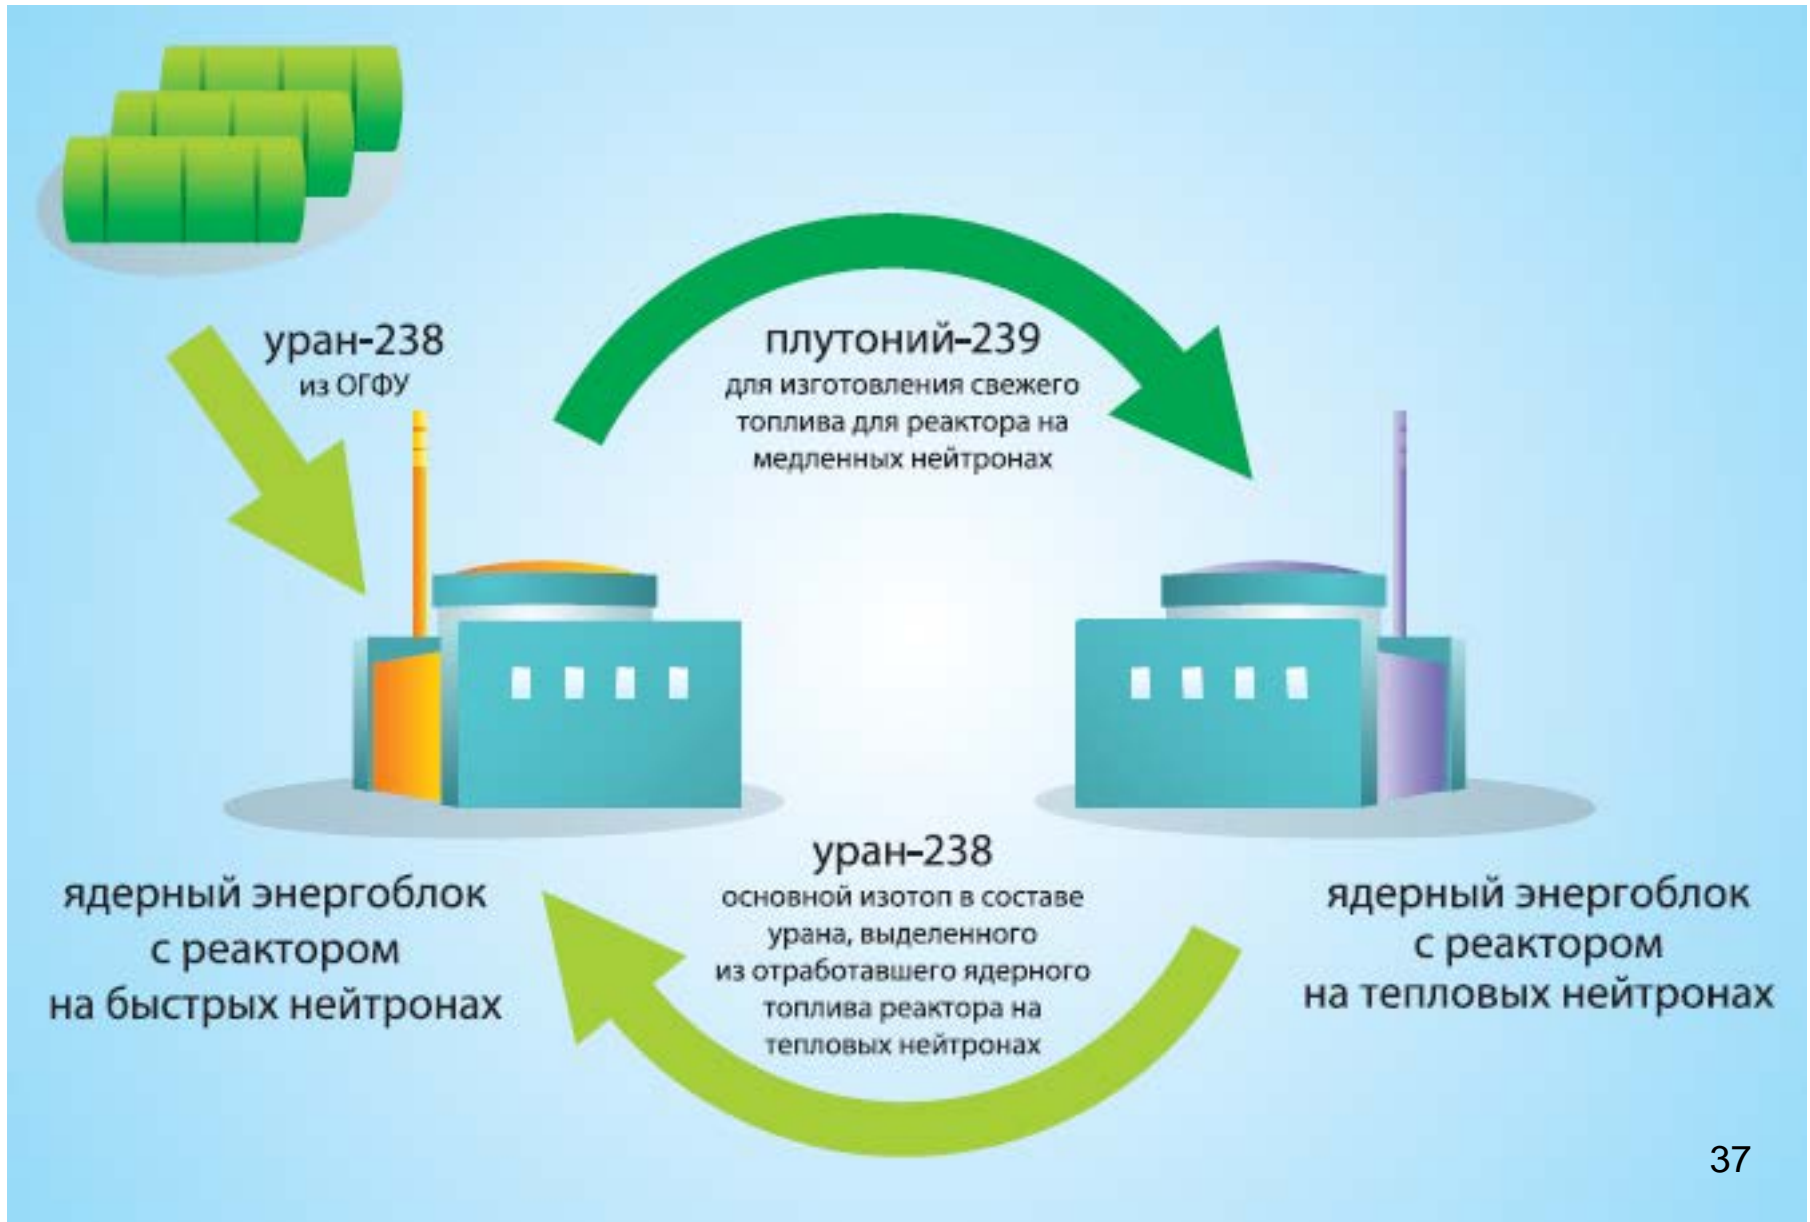 уран-238
из ОГФУ
плутоний-239
для изготовления свежего
топлива для реактора на
медленных нейтронах
ядерный энергоблок
с реактором
на быстрых нейтронах
уран-238
основной изотоп в составе
урана, выделенного
из отработавшего ядерного
топлива реактора на
тепловых нейтронах
ядерный энергоблок
с реактором
на тепловых нейтронах
37